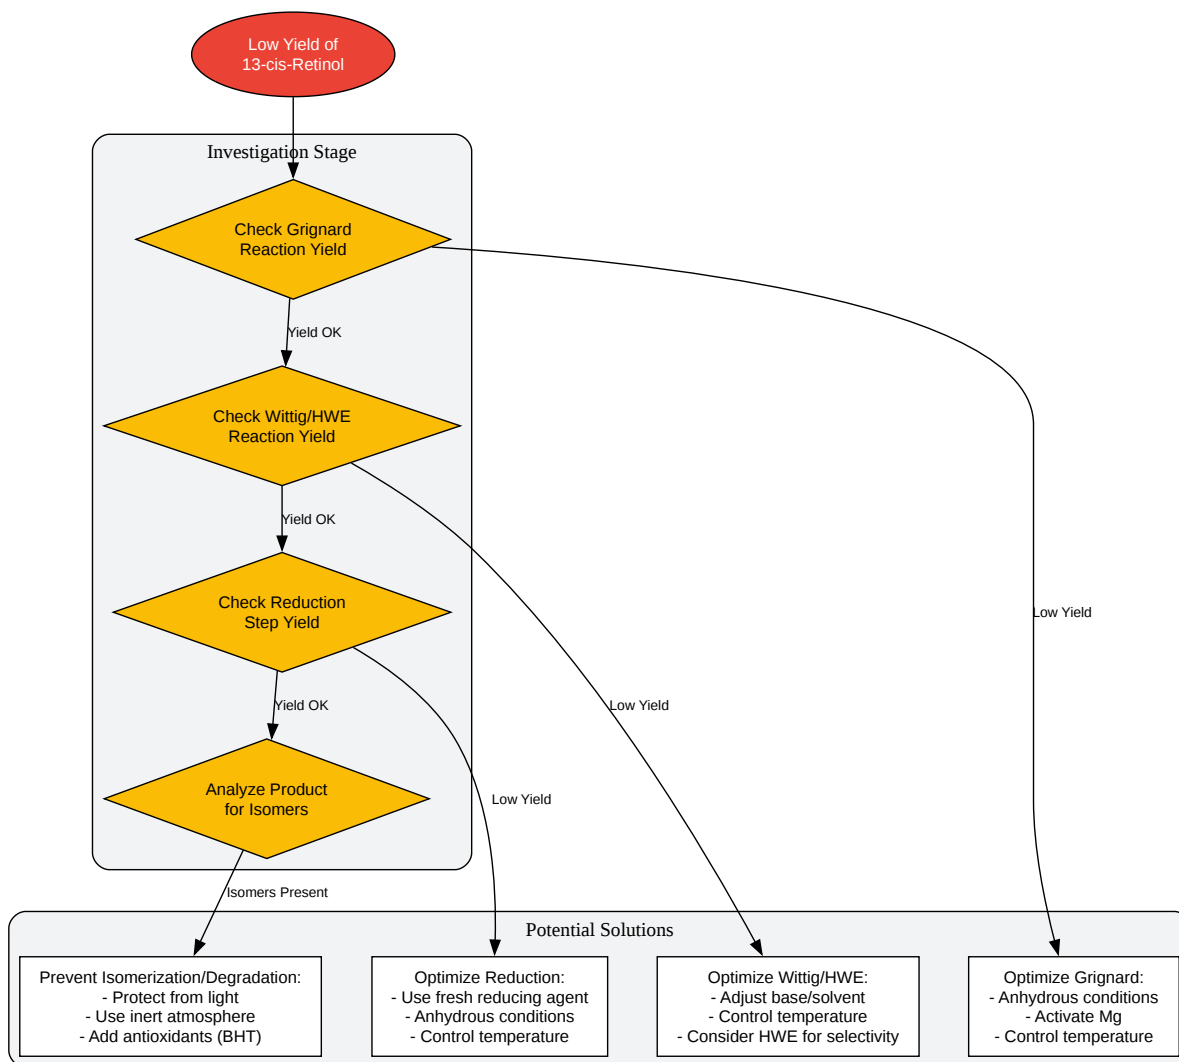 Low Yield of
13-cis-Retinol
Investigation Stage
Check Grignard
Reaction Yield
Yield OK
Check Wittig/HWE
Reaction Yield
Yield OK
Check Reduction
Step Yield
Low Yield
Yield OK
Low Yield
Analyze Product
for Isomers
Low Yield
Isomers Present
Potential Solutions
Prevent Isomerization/Degradation:
- Protect from light
- Use inert atmosphere
- Add antioxidants (BHT)
Optimize Reduction:
- Use fresh reducing agent
- Anhydrous conditions
- Control temperature
Optimize Wittig/HWE:
- Adjust base/solvent
- Control temperature
- Consider HWE for selectivity
Optimize Grignard:
- Anhydrous conditions
- Activate Mg
- Control temperature